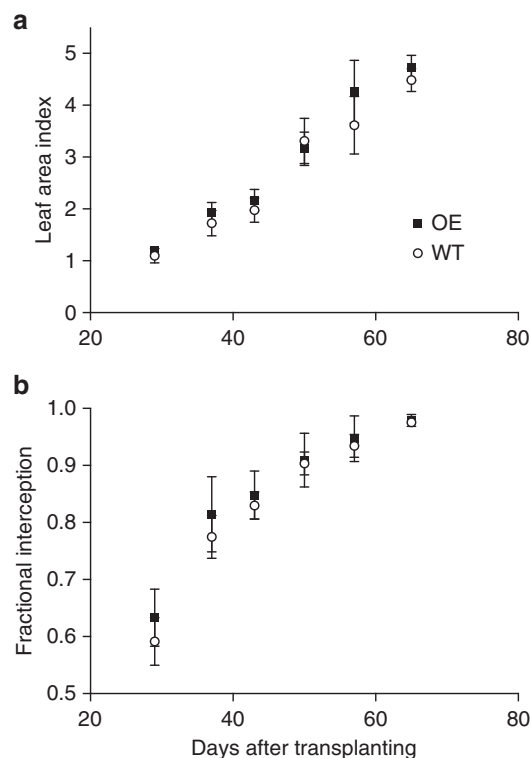 a
5
4
3
2
1
0
Leaf area index
OE
WT
20 40 60 80
b
1.0
0.9
0.8
0.7
0.6
0.5
Fractional interception
20 40 60 80
Days after transplanting